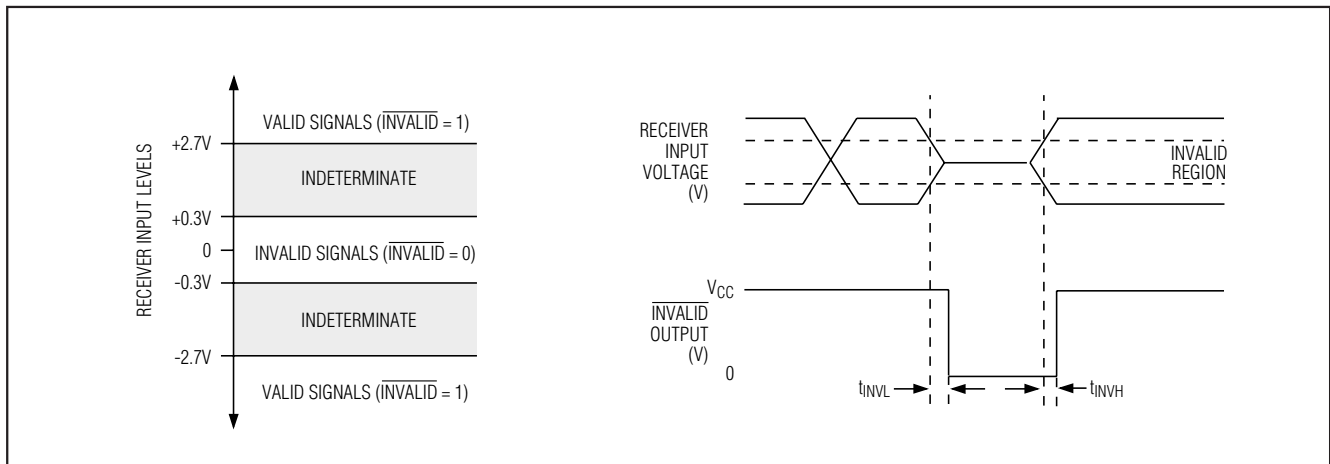 RECEIVER INPUT LEVELS
VALID SIGNALS (INVALID = 1)
+2.7V
INDETERMINATE
+0.3V
0
INVALID SIGNALS (INVALID = 0)
-0.3V
INDETERMINATE
-2.7V
VALID SIGNALS (INVALID = 1)
RECEIVER
INPUT
VOLTAGE
(V)
INVALID
REGION
VCC
INVALID
OUTPUT
(V)
0
tINVL
tINVH